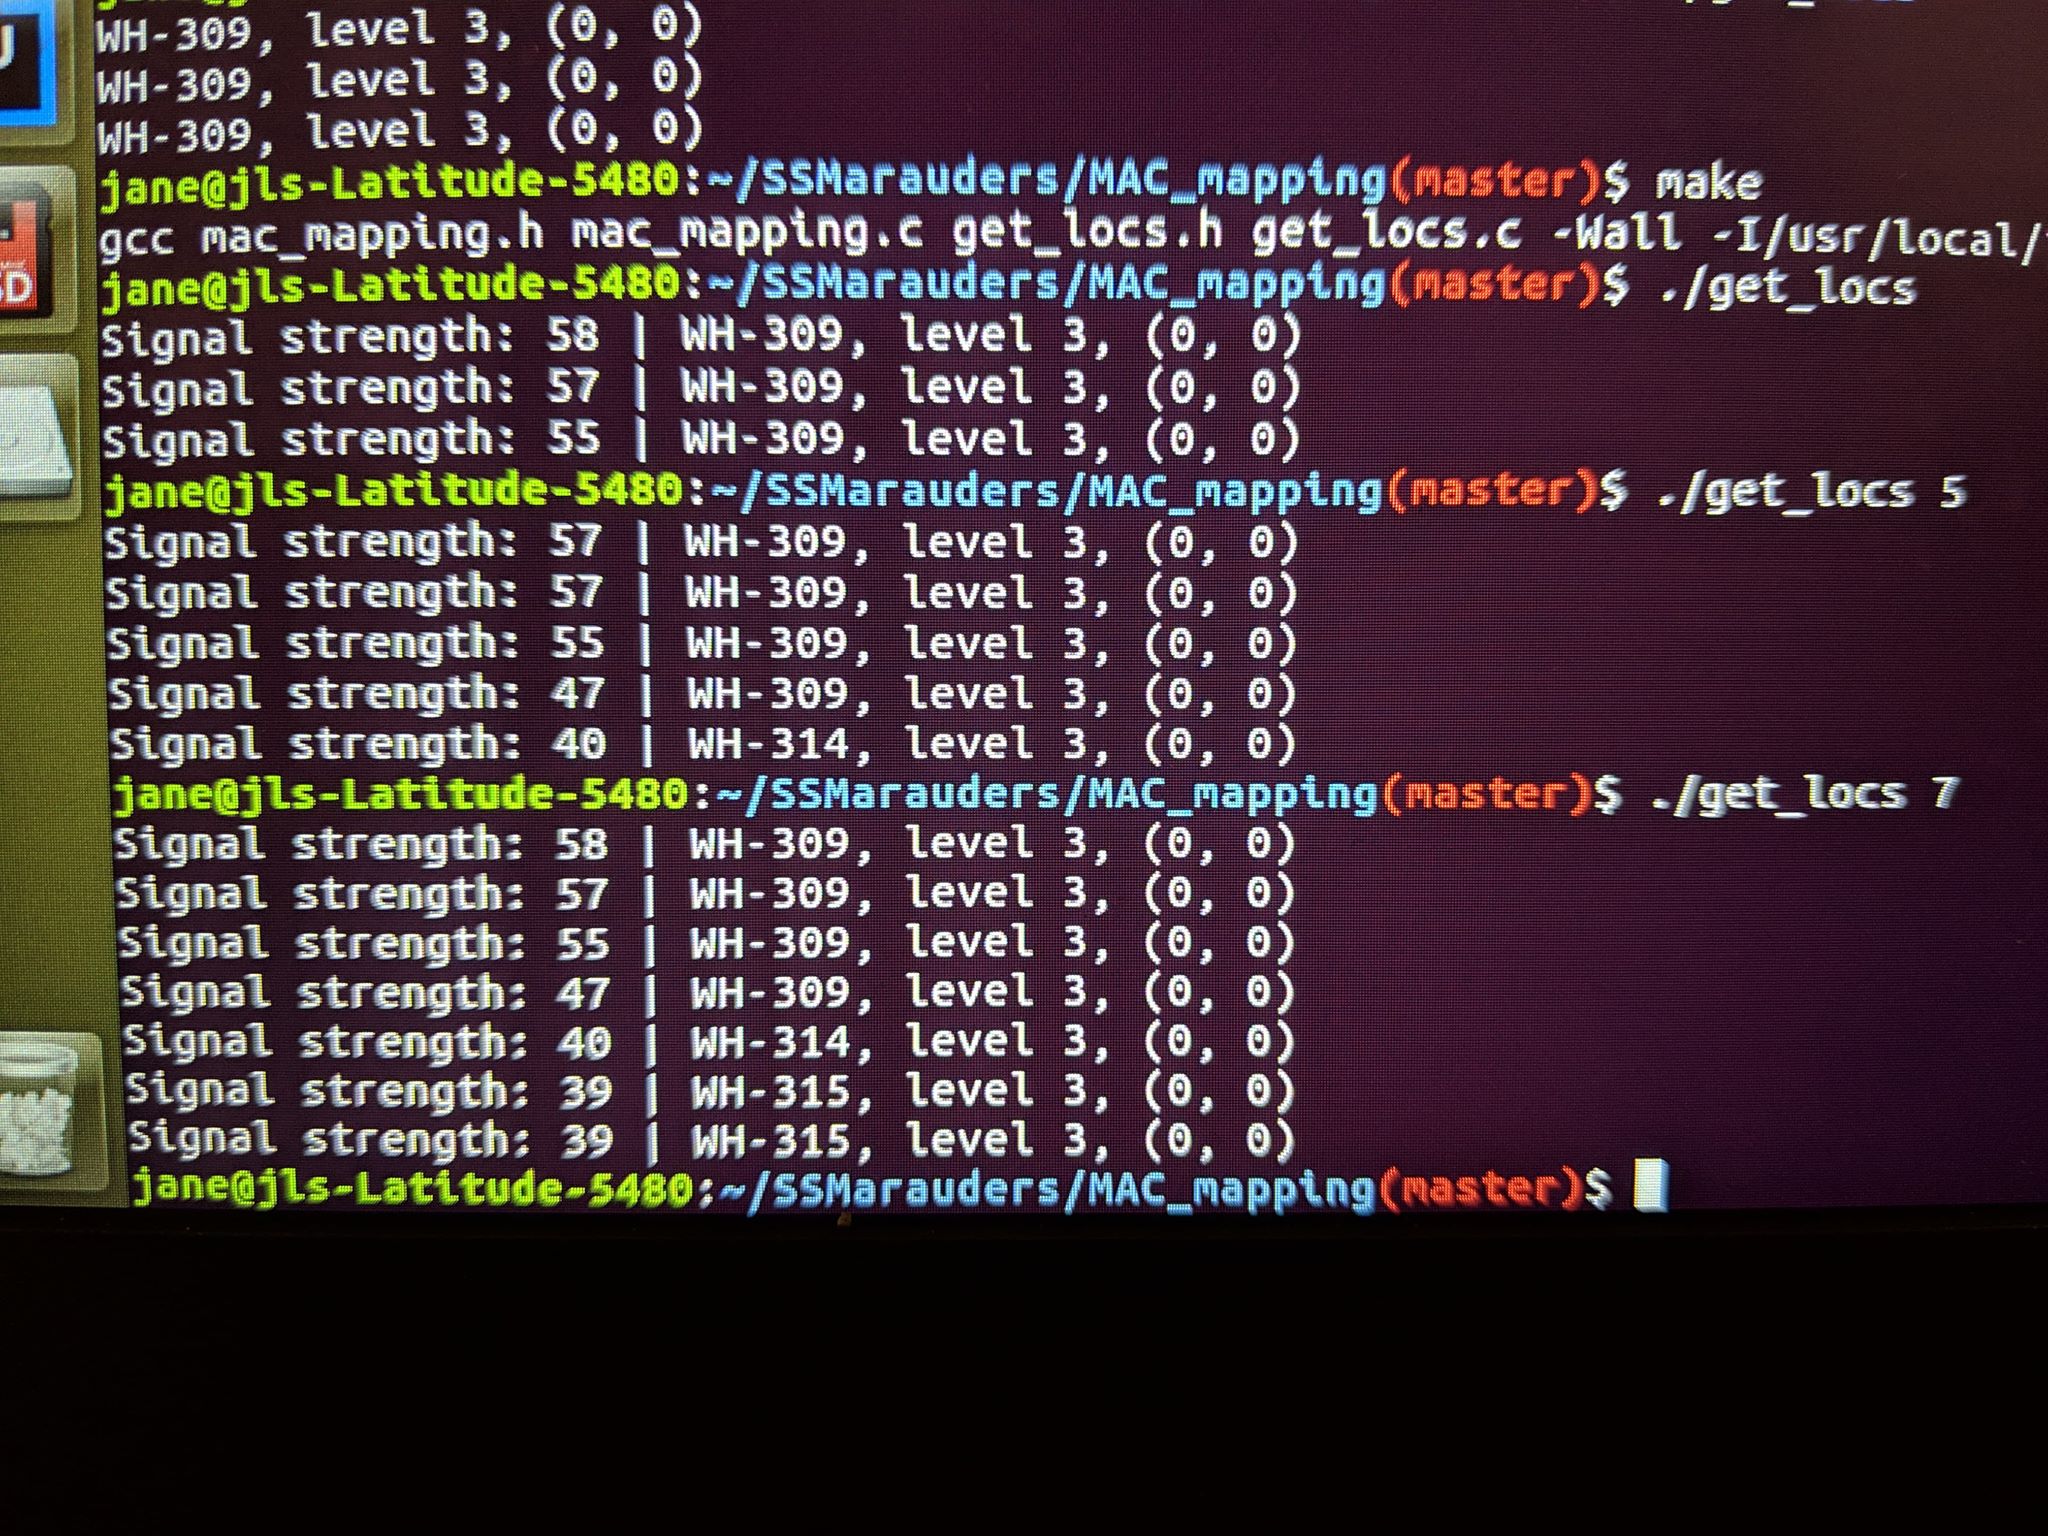 WH-309, level 3, (0, 0)
WH-309, level 3, (0, 0)
WH-309, level 3, (0, 0)
jane@jls-Latitude-5480:~/SSMarauders/MAC_mapping(master)$ make
gcc mac_mapping.h mac_mapping.c get_locs.h get_locs.c -Wall -I/usr/local/
jane@jls-Latitude-5480:~/SSMarauders/MAC_mapping(master)$ ./get_locs
Signal strength: 58 | WH-309, level 3, (0, 0)
Signal strength: 57 | WH-309, level 3, (0, 0)
Signal strength: 55 | WH-309, level 3, (0, 0)
jane@jls-Latitude-5480:~/SSMarauders/MAC_mapping(master)$ ./get_locs 5
Signal strength: 57 | WH-309, level 3, (0, 0)
Signal strength: 57 | WH-309, level 3, (0, 0)
Signal strength: 55 | WH-309, level 3, (0, 0)
Signal strength: 47 | WH-309, level 3, (0, 0)
Signal strength: 40 | WH-314, level 3, (0, 0)
jane@jls-Latitude-5480:~/SSMarauders/MAC_mapping(master)$ ./get_locs 7
Signal strength: 58 | WH-309, level 3, (0, 0)
Signal strength: 57 | WH-309, level 3, (0, 0)
Signal strength: 55 | WH-309, level 3, (0, 0)
Signal strength: 47 | WH-309, level 3, (0, 0)
Signal strength: 40 | WH-314, level 3, (0, 0)
Signal strength: 39 | WH-315, level 3, (0, 0)
Signal strength: 39 | WH-315, level 3, (0, 0)
jane@jls-Latitude-5480:~/SSMarauders/MAC_mapping(master)$